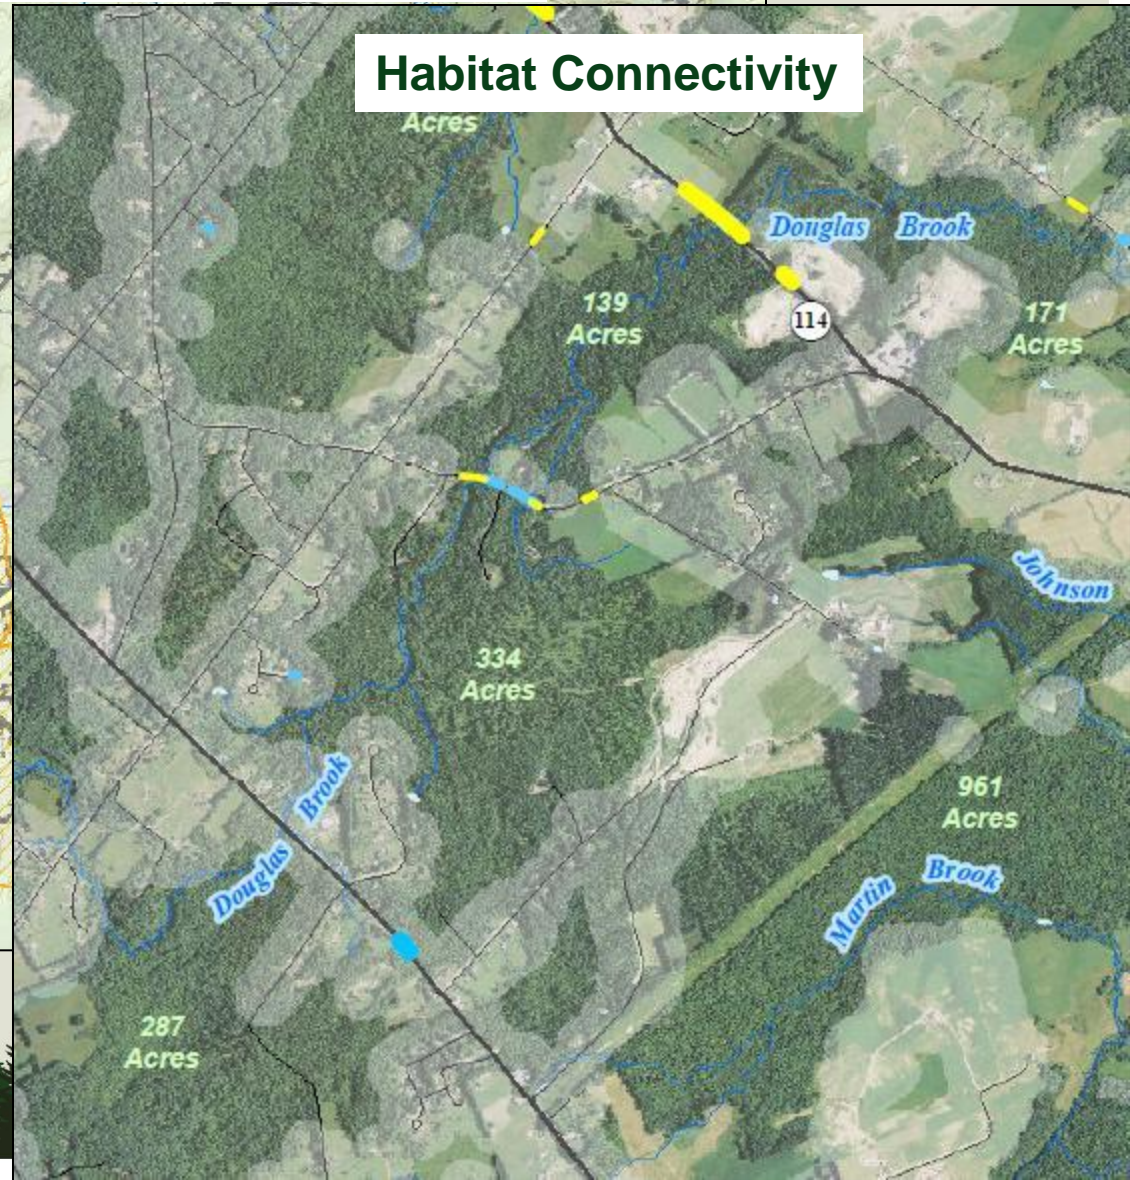 Habitat Connectivity
Acres
Douglas Brook
139
Acres
114
171
Acres
Johnson
334
Acres
Douglas Brook
961
Acres
Martin Brook
287
Acres